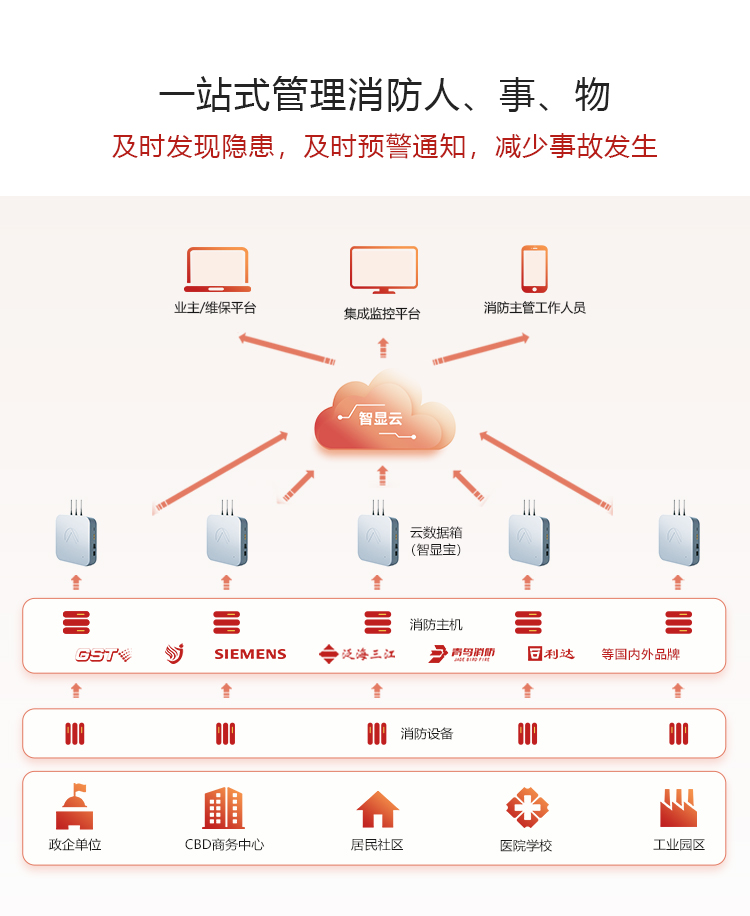 一站式管理消防人、事、物
及时发现隐患，及时预警通知，减少事故发生
业主/维保平台
集成监控平台
消防主管工作人员
智显云
云数据箱
（智显宝）
消防主机
GST
SIEMENS
泛海三江
青鸟消防
JADE BIRD FIRE
利达
等国内外品牌
消防设备
政企单位
CBD商务中心
居民社区
医院学校
工业园区